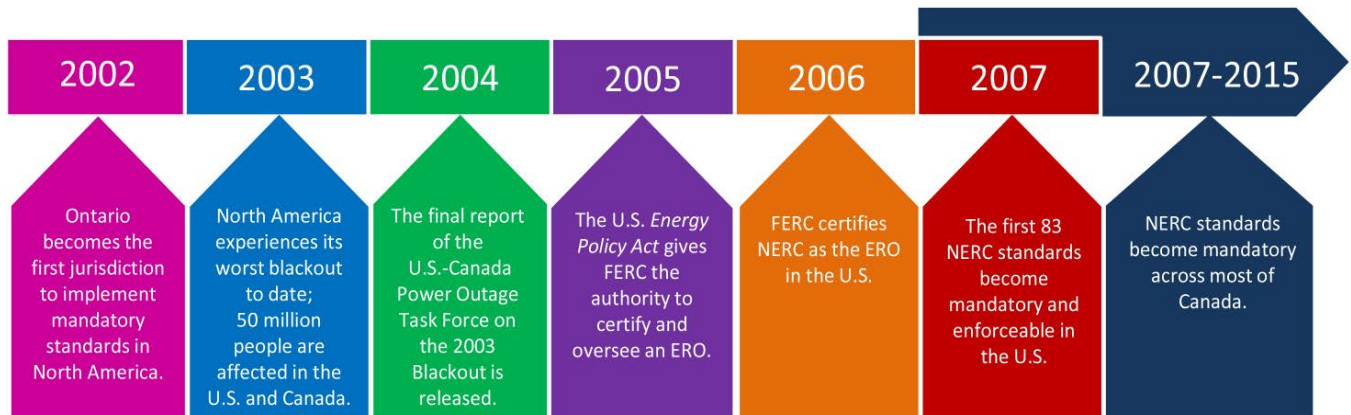 2002
2003
2004
2005
2006
2007
2007-2015
Ontario
becomes the
first jurisdiction
to implement
mandatory
standards in
North America.
North America
experiences its
worst blackout
to date;
50 million
people are
affected in the
U.S. and Canada.
The final report
of the
U.S.-Canada
Power Outage
Task Force on
the 2003
Blackout is
released.
The U.S. Energy
Policy Act gives
FERC the
authority to
certify and
oversee an ERO.
FERC certifies
NERC as the ERO
in the U.S.
The first 83
NERC standards
become
mandatory and
enforceable in
the U.S.
NERC standards
become mandatory
across most of
Canada.